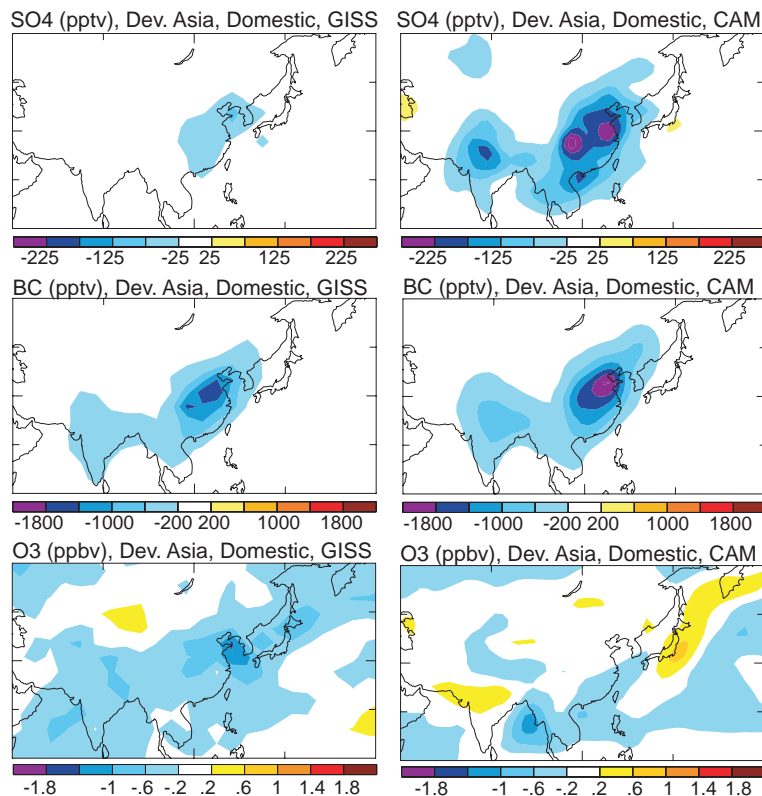 SO4 (pptv), Dev. Asia, Domestic, GISS
SO4 (pptv), Dev. Asia, Domestic, CAM
-225 -125 -25 25 125 225
-225 -125 -25 25 125 225
BC (pptv), Dev. Asia, Domestic, GISS
BC (pptv), Dev. Asia, Domestic, CAM
-1800 -1000 -200 200 1000 1800
-1800 -1000 -200 200 1000 1800
O3 (ppbv), Dev. Asia, Domestic, GISS
O3 (ppbv), Dev. Asia, Domestic, CAM
-1.8 -1 -.6 -.2 .2 .6 1 1.4 1.8
-1.8 -1 -.6 -.2 .2 .6 1 1.4 1.8